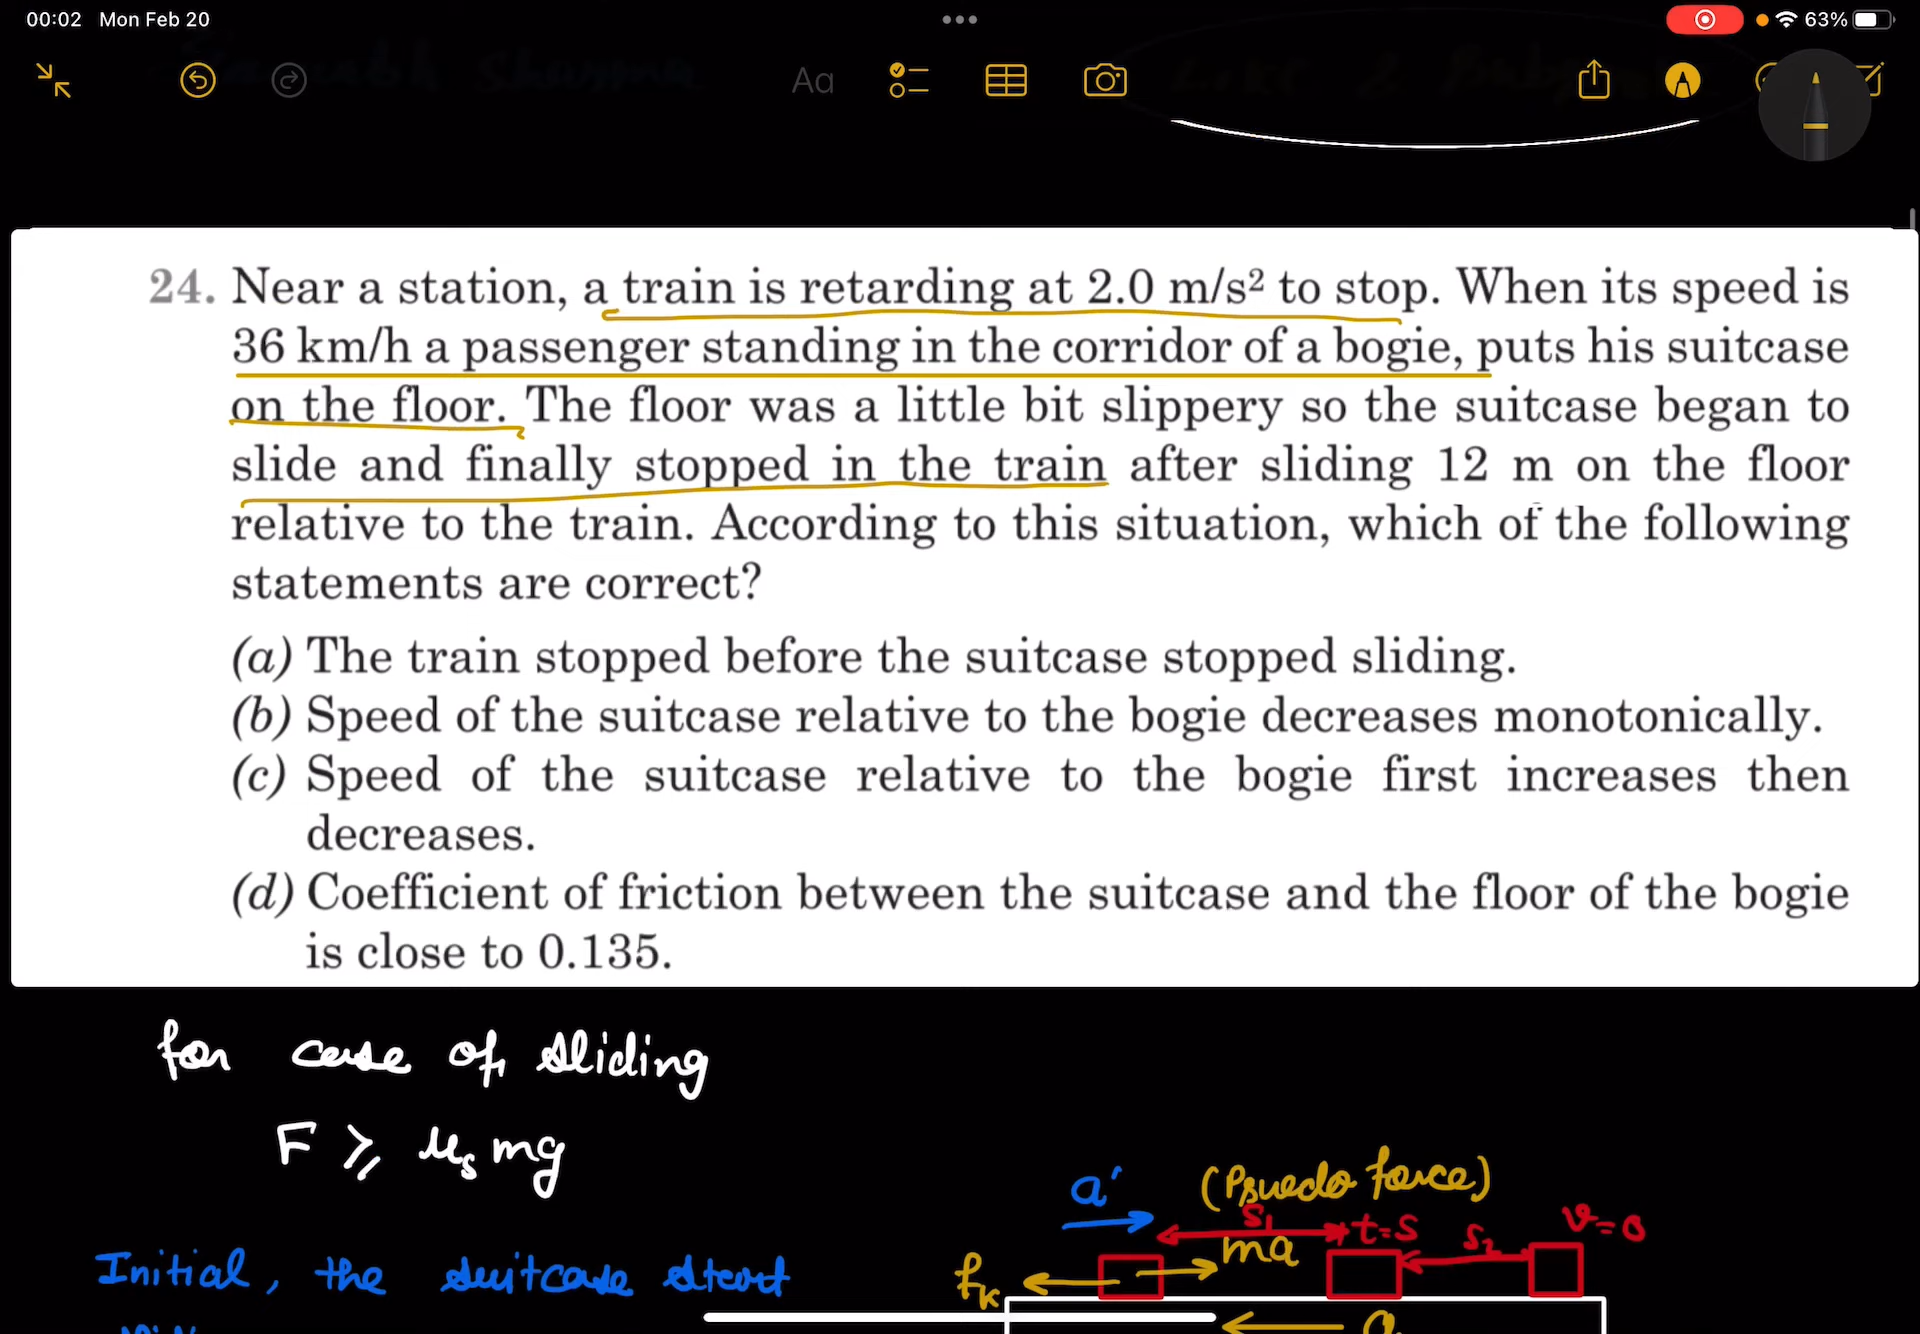 00:02 Mon Feb 20
63%
Aa
24. Near a station, a train is retarding at 2.0 m/s² to stop. When its speed is
36 km/h a passenger standing in the corridor of a bogie, puts his suitcase
on the floor. The floor was a little bit slippery so the suitcase began to
slide and finally stopped in the train after sliding 12 m on the floor
relative to the train. According to this situation, which of the following
statements are correct?
(a) The train stopped before the suitcase stopped sliding.
(b) Speed of the suitcase relative to the bogie decreases monotonically.
(c) Speed of the suitcase relative to the bogie first increases then
decreases.
(d) Coefficient of friction between the suitcase and the floor of the bogie
is close to 0.135.
for case of sliding
F ⩾ μs mg
a' (Psuedo force)
S₁ t=5 S₂ v=0
ma
Initial, the suitcase start
fk
a